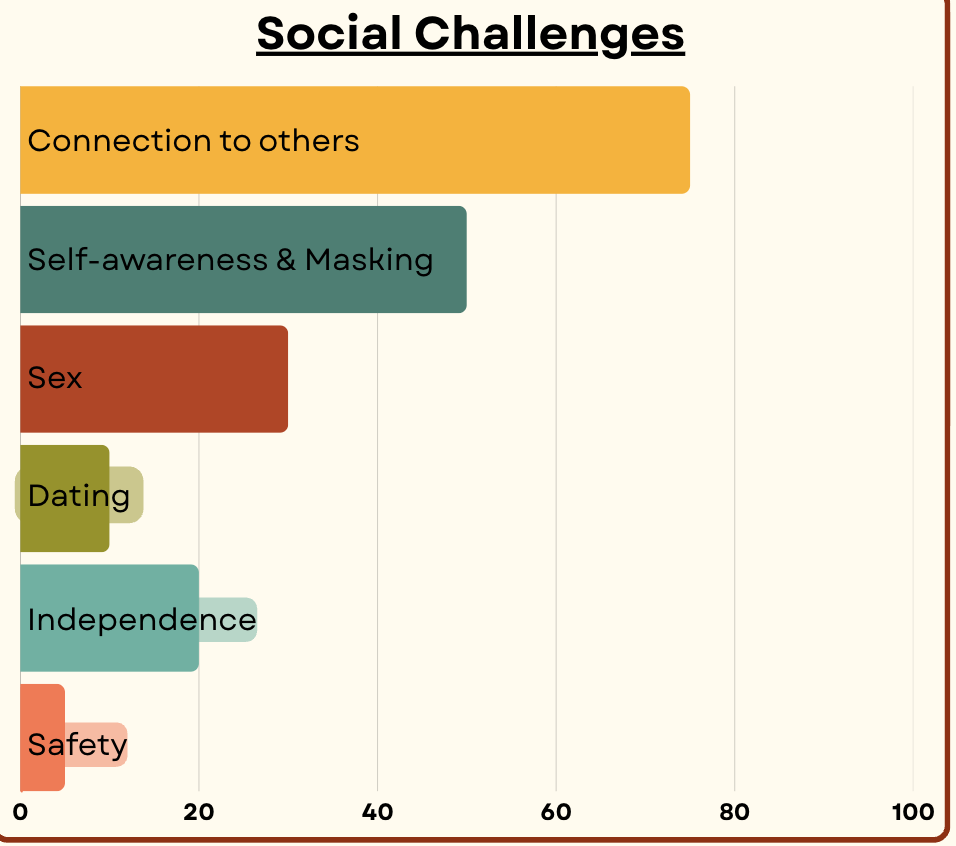 Social Challenges
Connection to others
Self-awareness & Masking
Sex
Dating
Independence
Safety
0 20 40 60 80 100